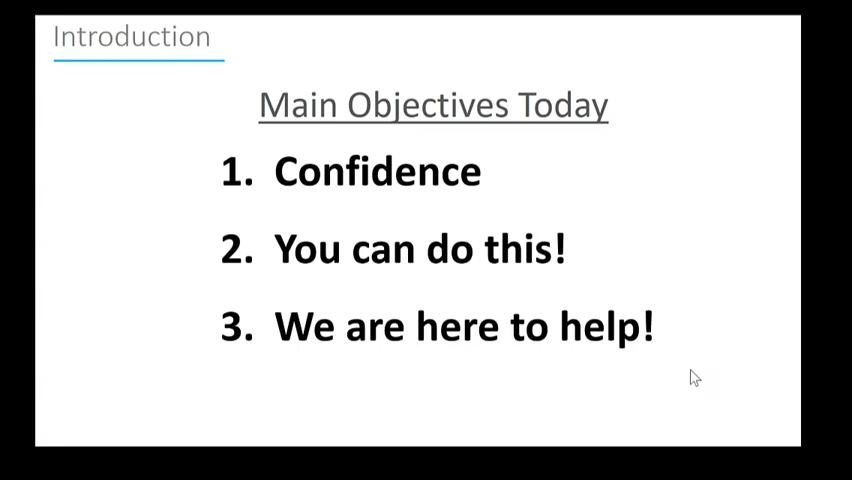 Introduction
Main Objectives Today
1. Confidence
2. You can do this!
3. We are here to help!